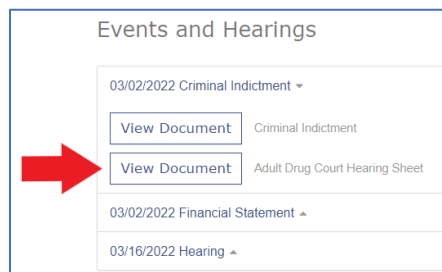 Events and Hearings
03/02/2022 Criminal Indictment
View Document Criminal Indictment
View Document Adult Drug Court Hearing Sheet
03/02/2022 Financial Statement
03/16/2022 Hearing